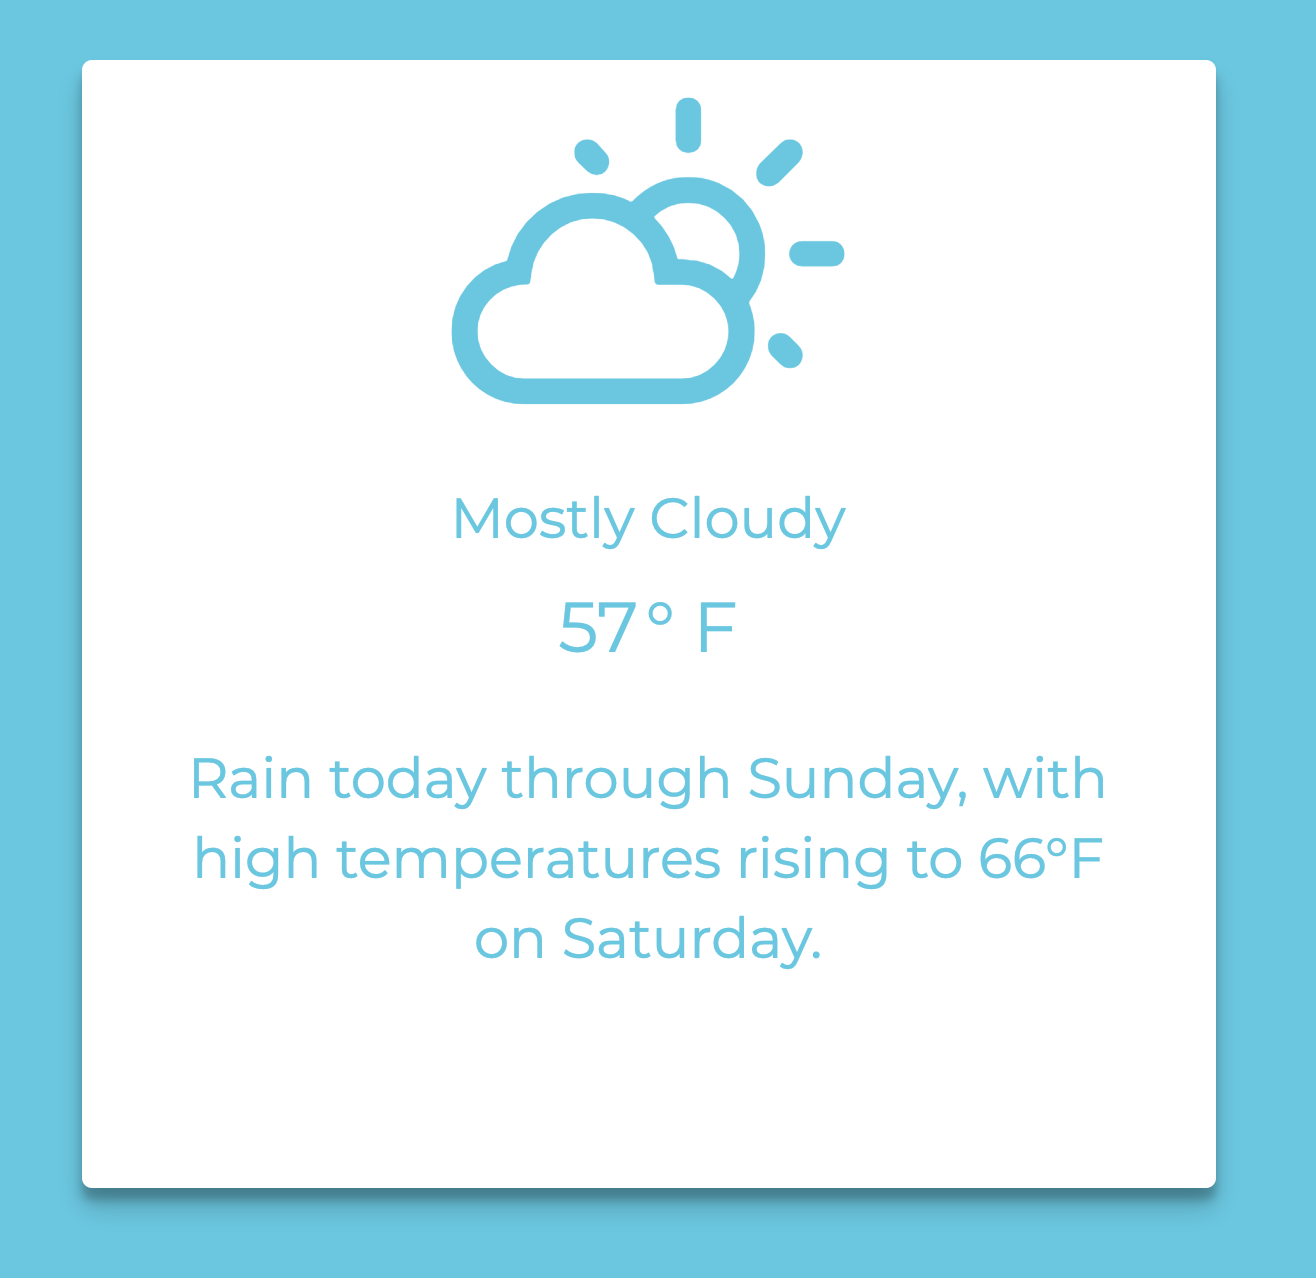 Mostly Cloudy
57° F
Rain today through Sunday, with
high temperatures rising to 66°F
on Saturday.